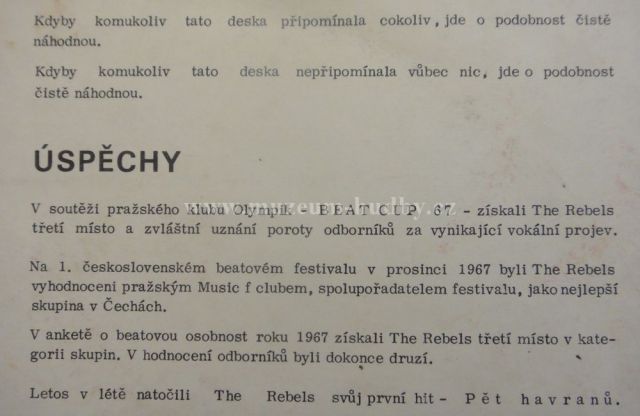 Kdyby komukoliv tato deska připomínala cokoliv, jde o podobnost čistě
náhodnou.
Kdyby komukoliv tato deska nepřipomínala vůbec nic, jde o podobnost
čistě náhodnou.
ÚSPĚCHY
V soutěži pražského klubu Olympik - BEAT CUP 67 - získali The Rebels
třetí místo a zvláštní uznání poroty odborníků za vynikající vokální projev.
www.muzeum-hudby.cz
Na 1. československém beatovém festivalu v prosinci 1967 byli The Rebels
vyhodnoceni pražským Music f clubem, spolupořadatelem festivalu, jako nejlepší
skupina v Čechách.
V anketě o beatovou osobnost roku 1967 získali The Rebels třetí místo v kate-
gorii skupin. V hodnocení odborníků byli dokonce druzí.
Letos v létě natočili The Rebels svůj první hit - Pět havranů.